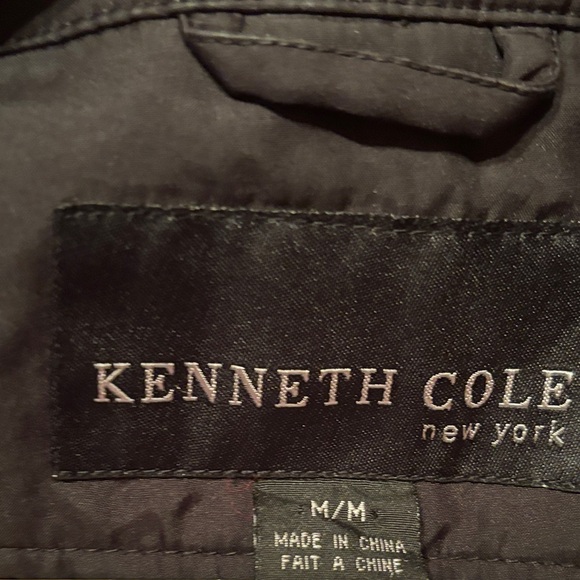 KENNETH COLE
new york
M/M
MADE IN CHINA
FAIT A CHINE